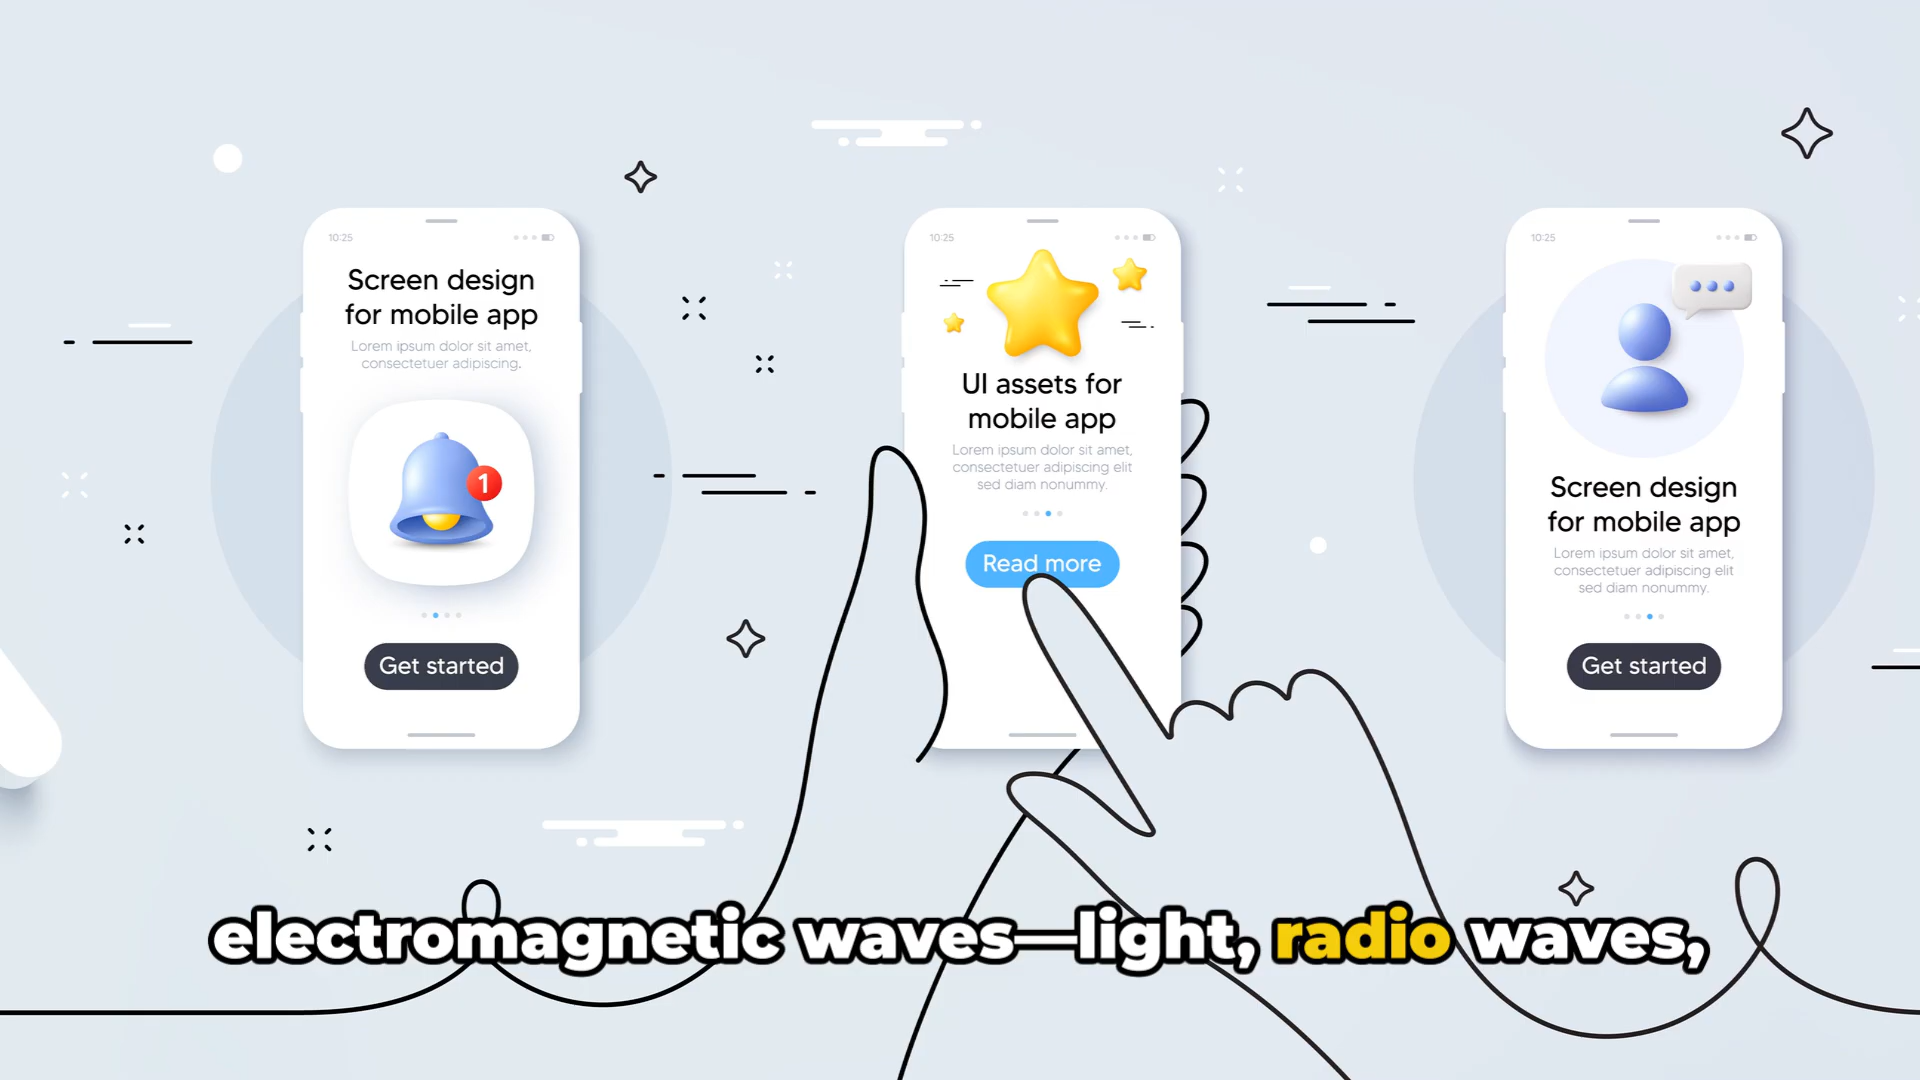 10:25
Screen design
for mobile app
Lorem ipsum dolor sit amet,
consectetuer adipiscing.
1
Get started
10:25
UI assets for
mobile app
Lorem ipsum dolor sit amet,
consectetuer adipiscing elit
sed diam nonummy.
Read more
10:25
Screen design
for mobile app
Lorem ipsum dolor sit amet,
consectetuer adipiscing elit
sed diam nonummy.
Get started
electromagnetic waves—light, radio waves,